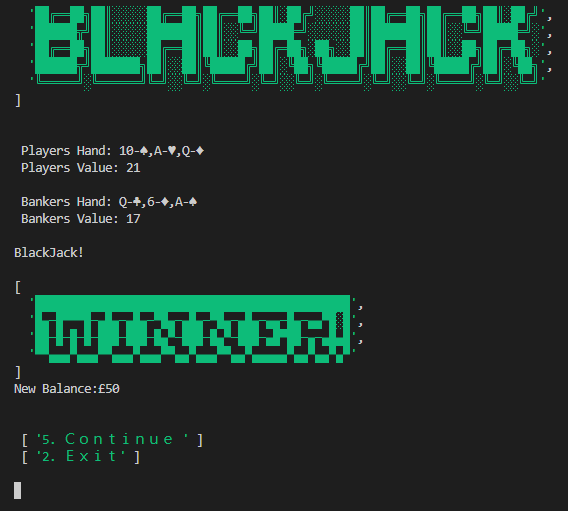 BLACKJACK
]
Players Hand: 10-♠,A-♥,Q-♦
Players Value: 21
Bankers Hand: Q-♣,6-♦,A-♠
Bankers Value: 17
BlackJack!
[
WINNER!
]
New Balance:£50
[ '5. Continue ' ]
[ '2. Exit' ]